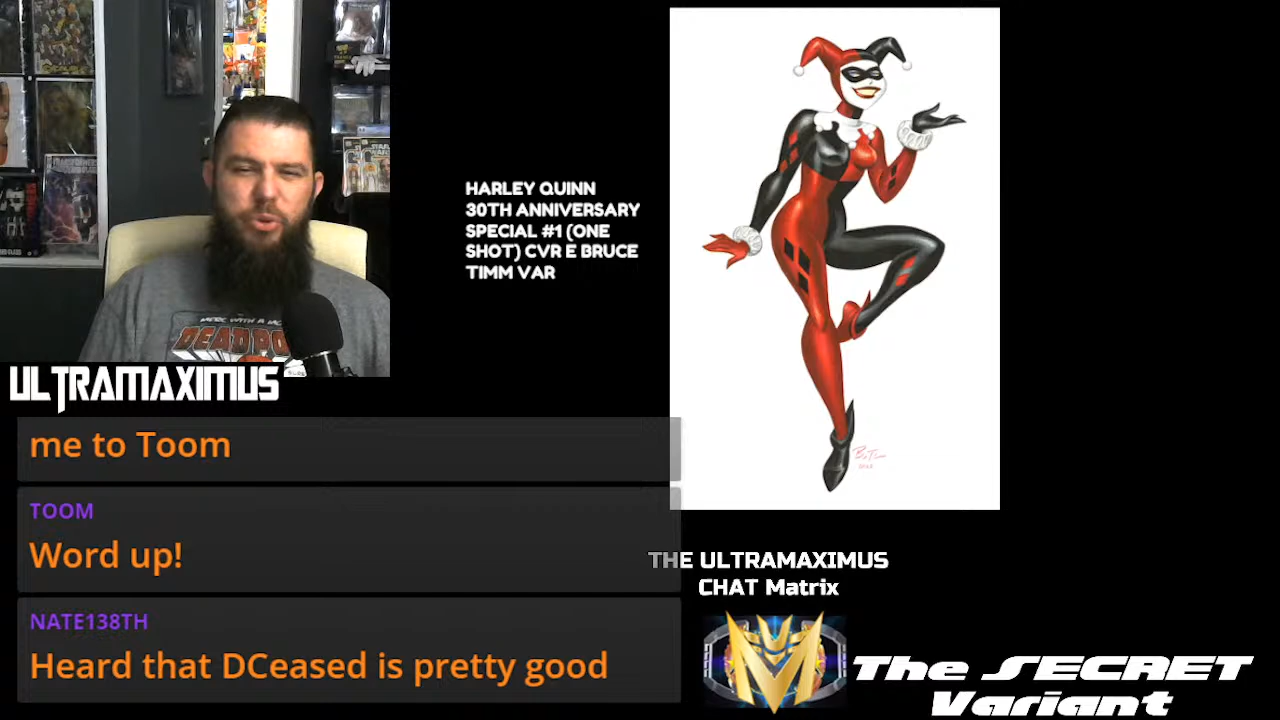 HARLEY QUINN
30TH ANNIVERSARY
SPECIAL #1 (ONE
SHOT) CVR E BRUCE
TIMM VAR
DEADPO
ULTRAMAXIMUS
me to Toom
TOOM
Word up!
NATE138TH
Heard that DCeased is pretty good
THE ULTRAMAXIMUS
CHAT Matrix
M
The SECRET
Variant